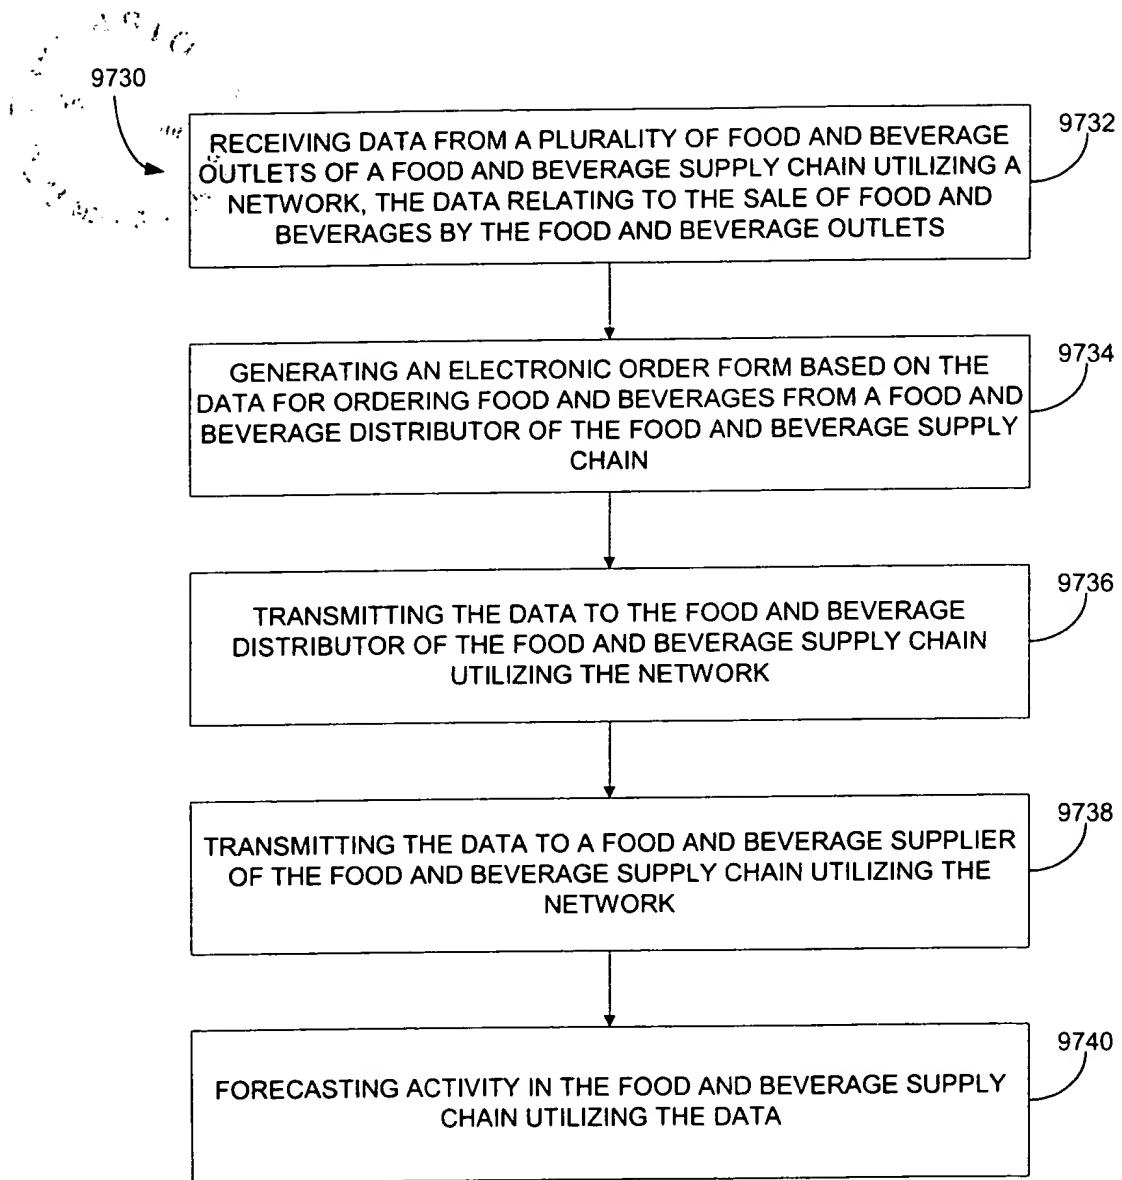 9730
9732
RECEIVING DATA FROM A PLURALITY OF FOOD AND BEVERAGE
OUTLETS OF A FOOD AND BEVERAGE SUPPLY CHAIN UTILIZING A
NETWORK, THE DATA RELATING TO THE SALE OF FOOD AND
BEVERAGES BY THE FOOD AND BEVERAGE OUTLETS
9734
GENERATING AN ELECTRONIC ORDER FORM BASED ON THE
DATA FOR ORDERING FOOD AND BEVERAGES FROM A FOOD AND
BEVERAGE DISTRIBUTOR OF THE FOOD AND BEVERAGE SUPPLY
CHAIN
9736
TRANSMITTING THE DATA TO THE FOOD AND BEVERAGE
DISTRIBUTOR OF THE FOOD AND BEVERAGE SUPPLY CHAIN
UTILIZING THE NETWORK
9738
TRANSMITTING THE DATA TO A FOOD AND BEVERAGE SUPPLIER
OF THE FOOD AND BEVERAGE SUPPLY CHAIN UTILIZING THE
NETWORK
9740
FORECASTING ACTIVITY IN THE FOOD AND BEVERAGE SUPPLY
CHAIN UTILIZING THE DATA